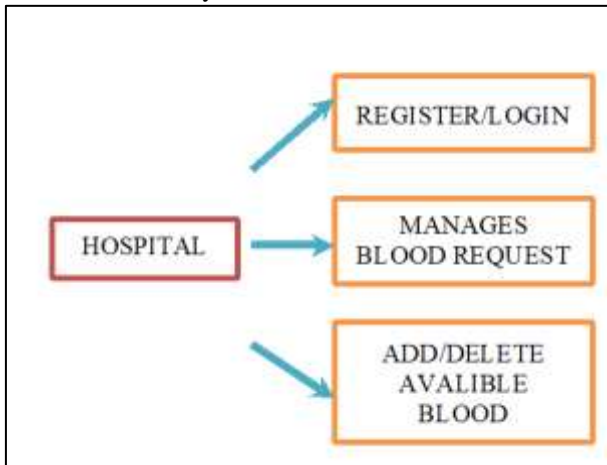 REGISTER/LOGIN
HOSPITAL
MANAGES
BLOOD REQUEST
ADD/DELETE
AVALIBLE
BLOOD